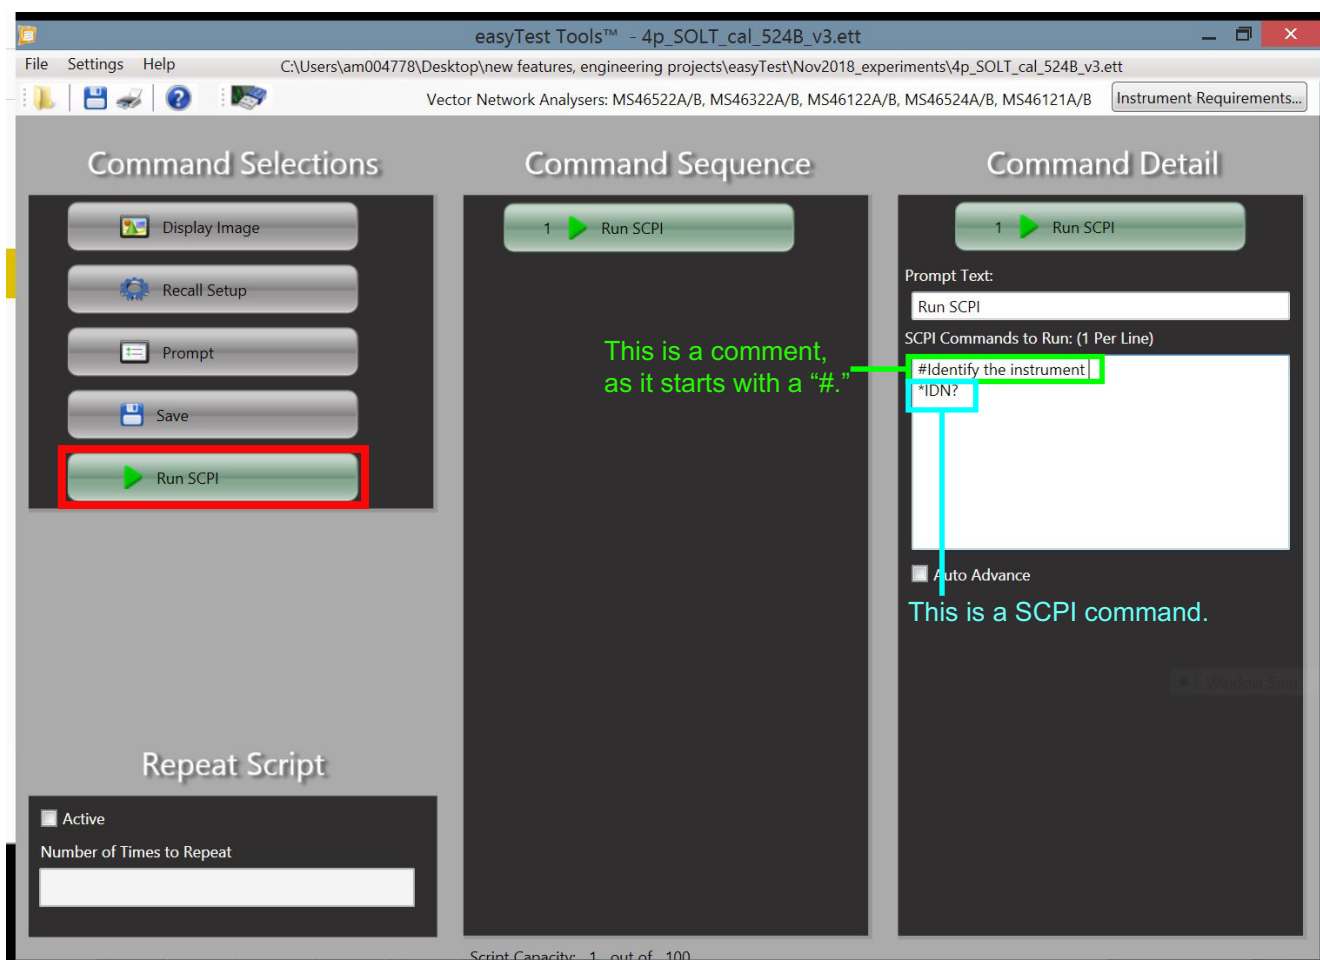 easyTest Tools™ - 4p_SOLT_cal_524B_v3.ett
File Settings Help C:\Users\am004778\Desktop\new features, engineering projects\easyTest\Nov2018_experiments\4p_SOLT_cal_524B_v3.ett
Vector Network Analysers: MS46522A/B, MS46322A/B, MS46122A/B, MS46524A/B, MS46121A/B Instrument Requirements...
Command Selections
Display Image
Recall Setup
Prompt
Save
Run SCPI
Repeat Script
Active
Number of Times to Repeat
Command Sequence
1 Run SCPI
This is a comment,
as it starts with a “#.”
Script Capacity: 1 out of 100
Command Detail
1 Run SCPI
Prompt Text:
Run SCPI
SCPI Commands to Run: (1 Per Line)
#Identify the instrument
*IDN?
Auto Advance
This is a SCPI command.
Window Snip